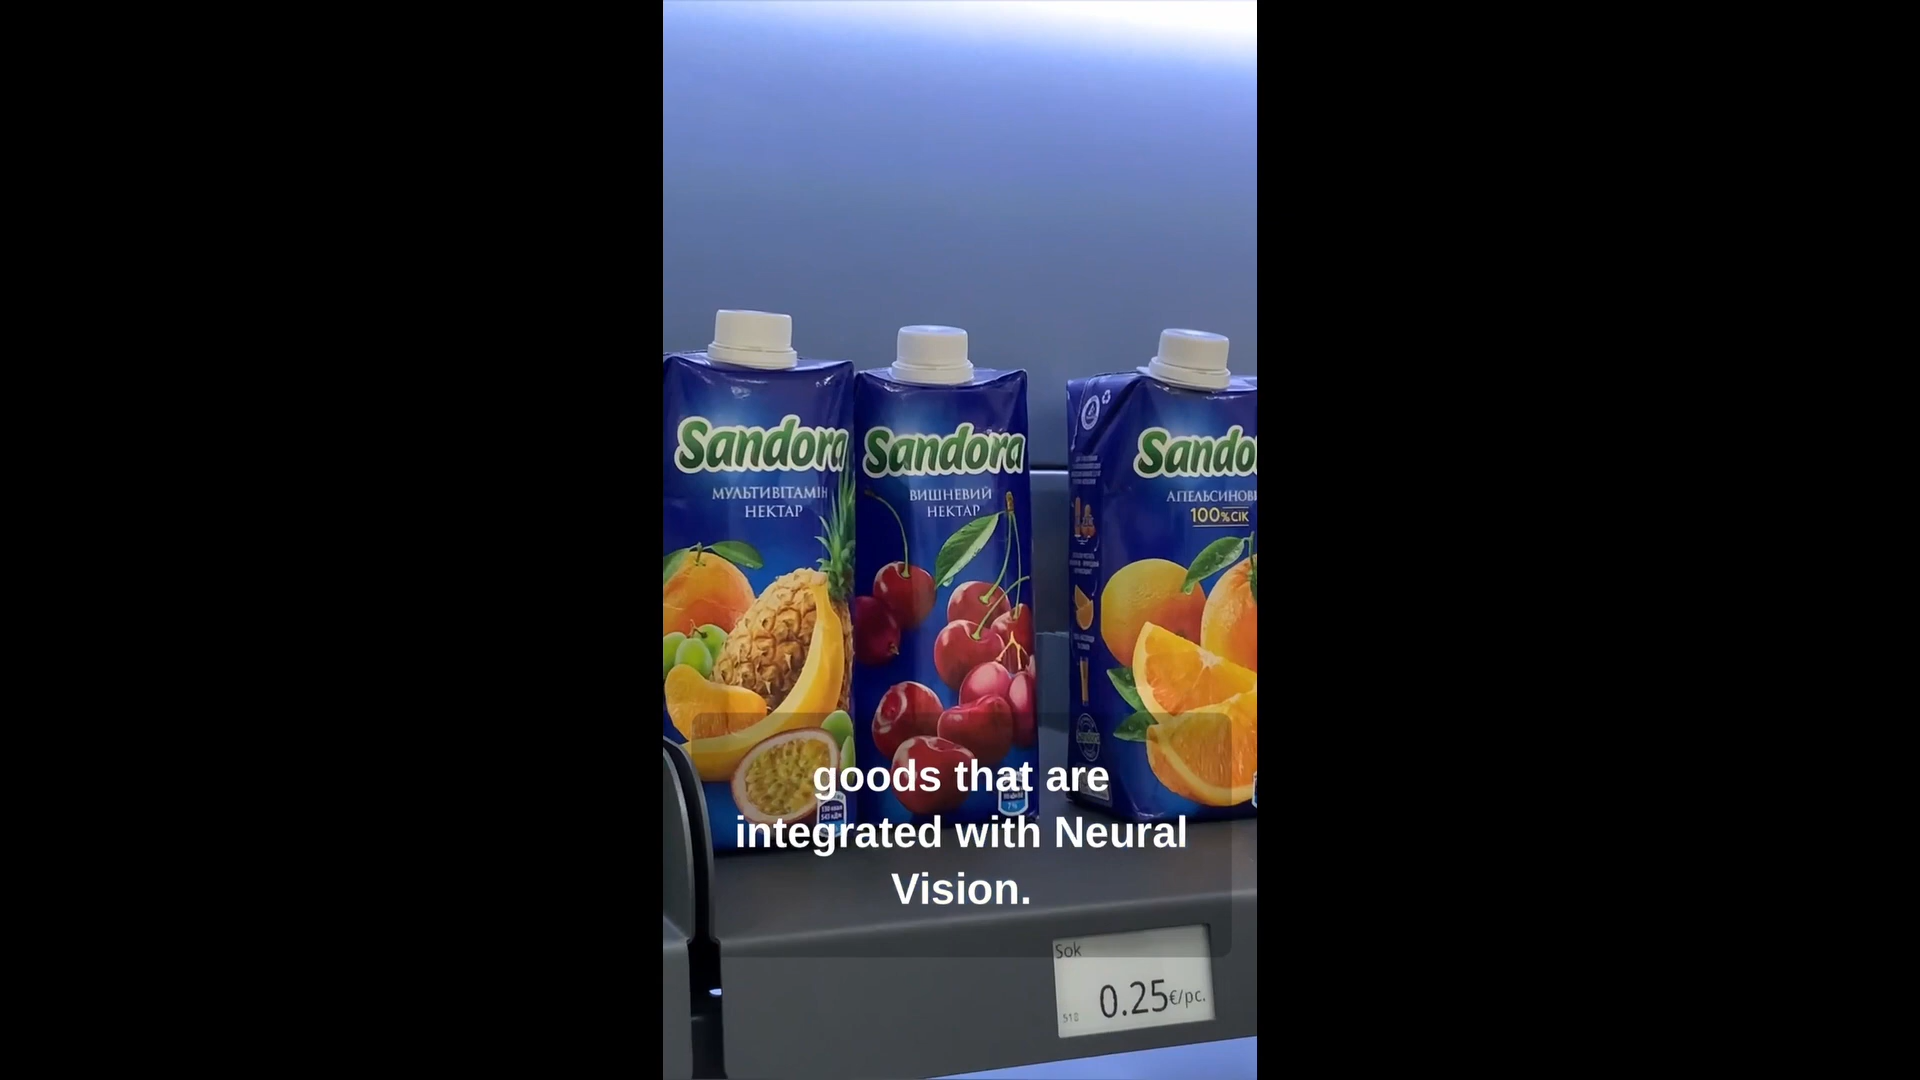 Sandora
МУЛЬТИВІТАМІН
НЕКТАР
Sandora
ВИШНЕВИЙ
НЕКТАР
Sando
АПЕЛЬСИНОВ
100%СІК
goods that are
integrated with Neural
Vision.
Sok
0.25€/pc.
518